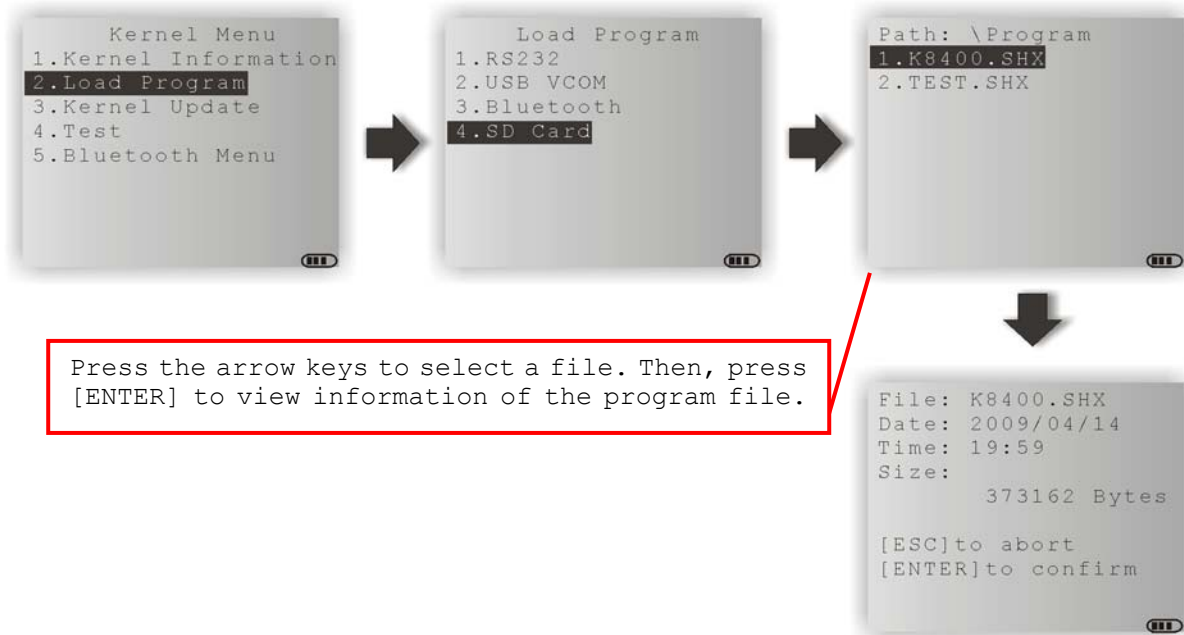 Kernel Menu
1.Kernel Information
2.Load Program
3.Kernel Update
4.Test
5.Bluetooth Menu
Load Program
1.RS232
2.USB VCOM
3.Bluetooth
4.SD Card
Path: \Program
1.K8400.SHX
2.TEST.SHX
Press the arrow keys to select a file. Then, press
[ENTER] to view information of the program file.
File: K8400.SHX
Date: 2009/04/14
Time: 19:59
Size:
373162 Bytes
[ESC]to abort
[ENTER]to confirm